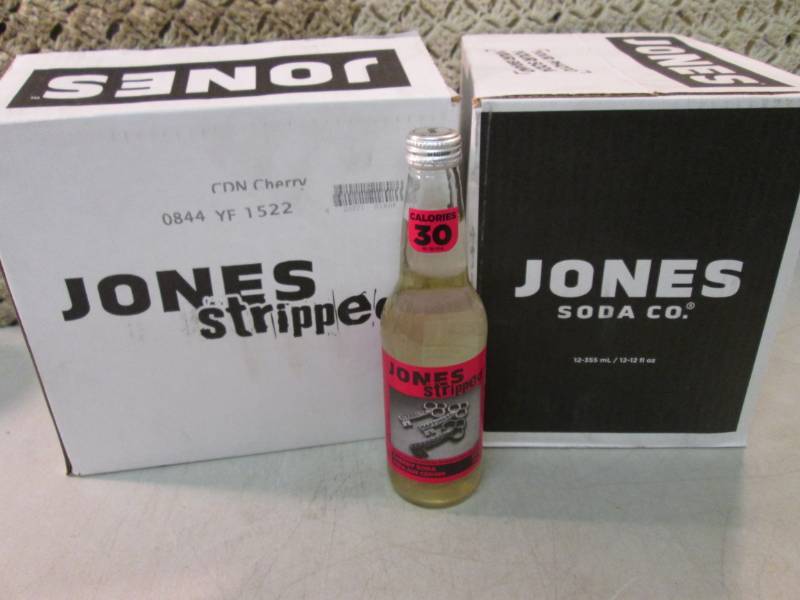 JONES
CDN Cherry
0844 YF 1522
JONES
stripped
CALORIES
30
JONES
stripped
JONES
JONES
SODA CO.®
12-355 mL / 12-12 fl oz